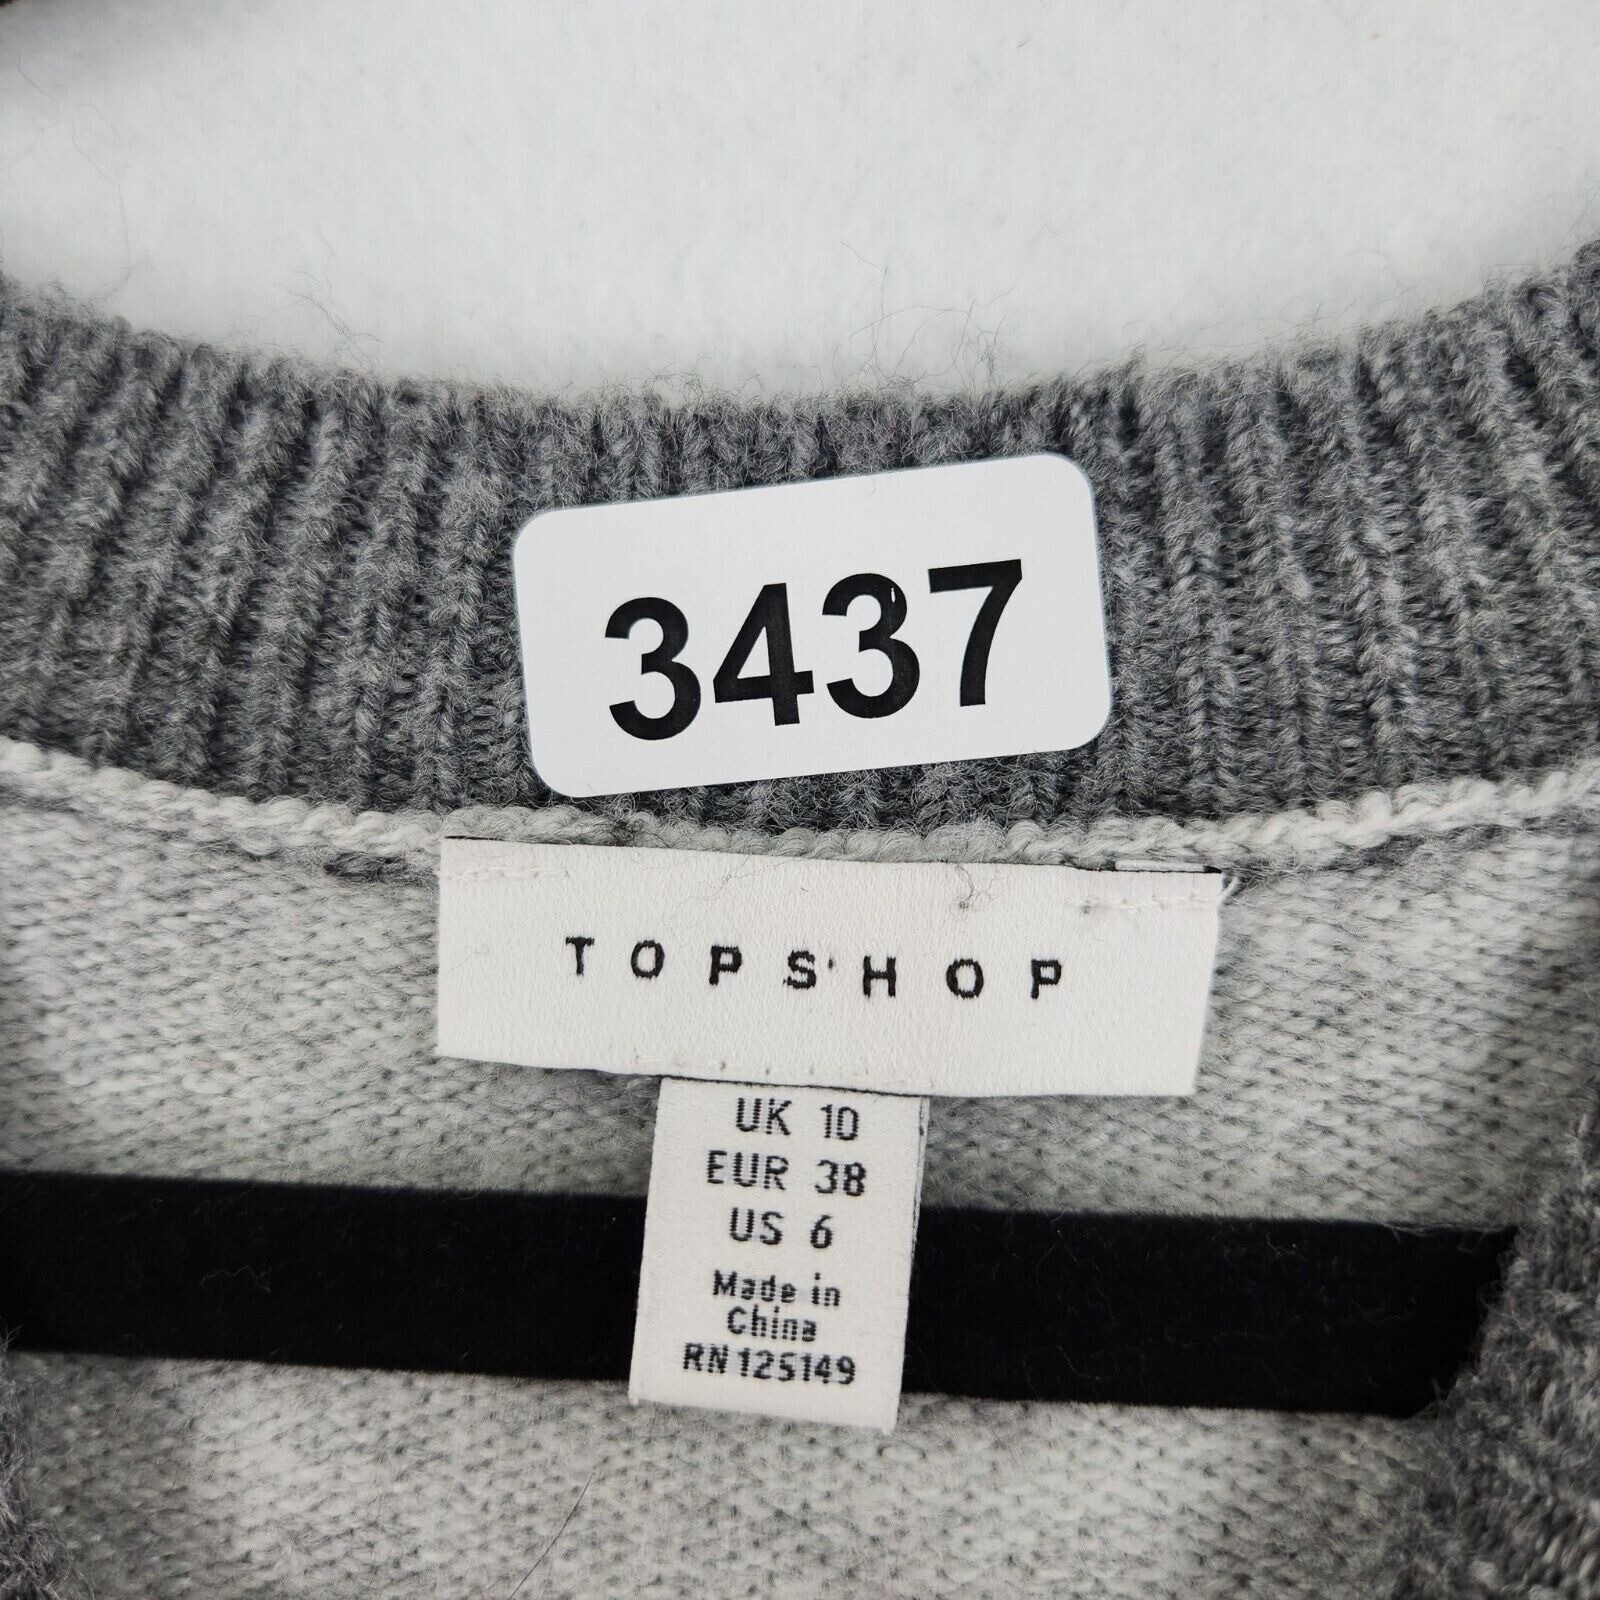 3437
TOPSHOP
UK 10
EUR 38
US 6
Made in
China
RN 125149